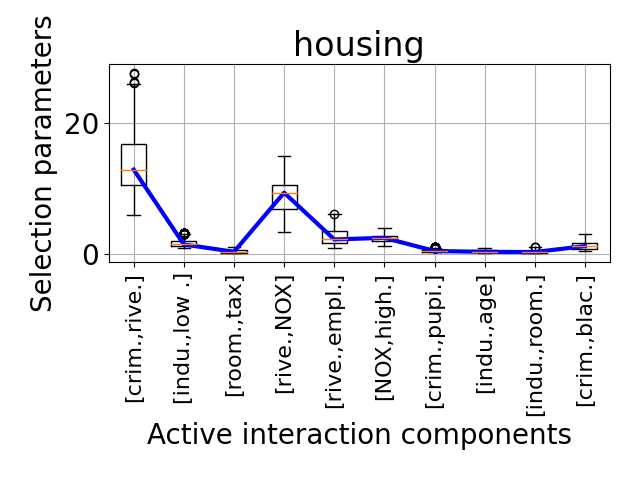 housing
Selection parameters
20
0
[crim.,rive.]
[indu.,low .]
[room.,tax]
[rive.,NOX]
[rive.,empl.]
[NOX,high.]
[crim.,pupi.]
[indu.,age]
[indu.,room.]
[crim.,blac.]
Active interaction components